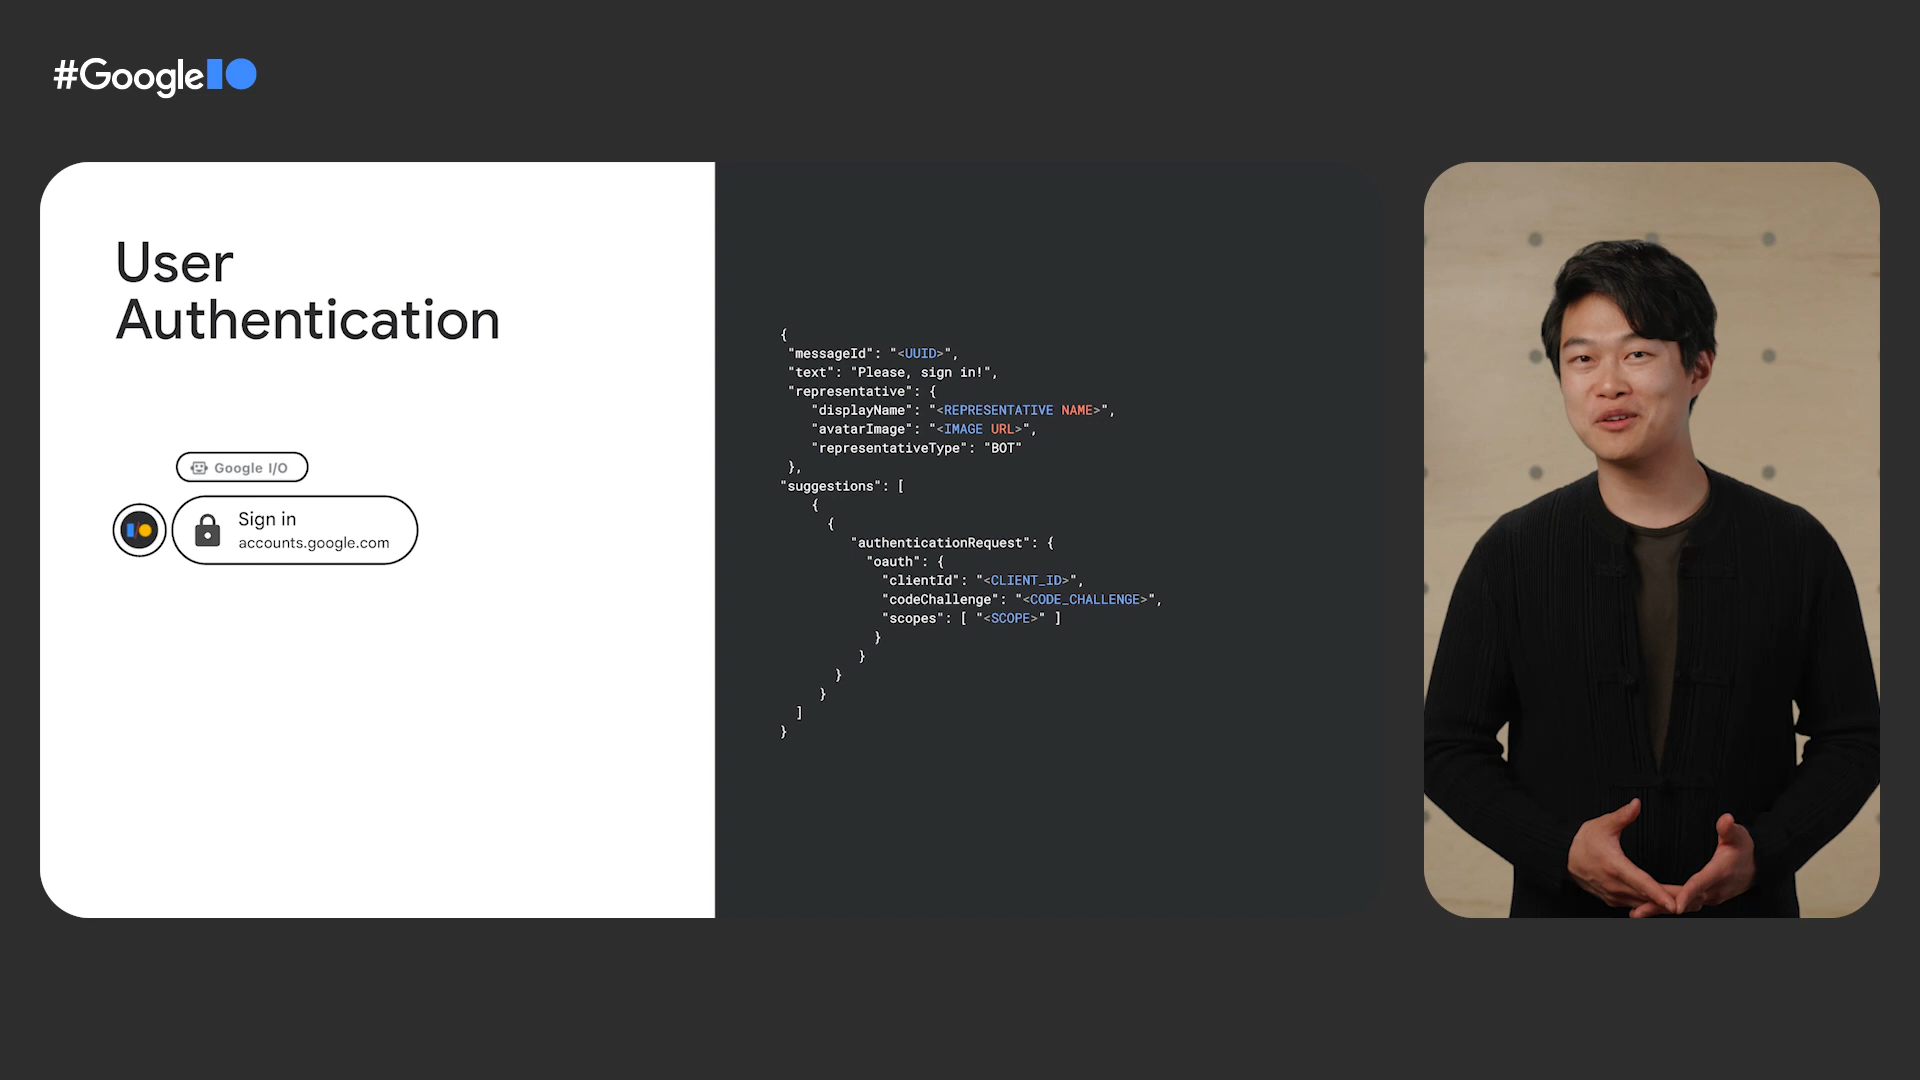 #GoogleIO
User
Authentication
Google I/O
I/O
Sign in
accounts.google.com
{
"messageId": "<UUID>",
"text": "Please, sign in!",
"representative": {
"displayName": "<REPRESENTATIVE NAME>",
"avatarImage": "<IMAGE URL>",
"representativeType": "BOT"
},
"suggestions": [
{
{
"authenticationRequest": {
"oauth": {
"clientId": "<CLIENT_ID>",
"codeChallenge": "<CODE_CHALLENGE>",
"scopes": [ "<SCOPE>" ]
}
}
}
}
]
}